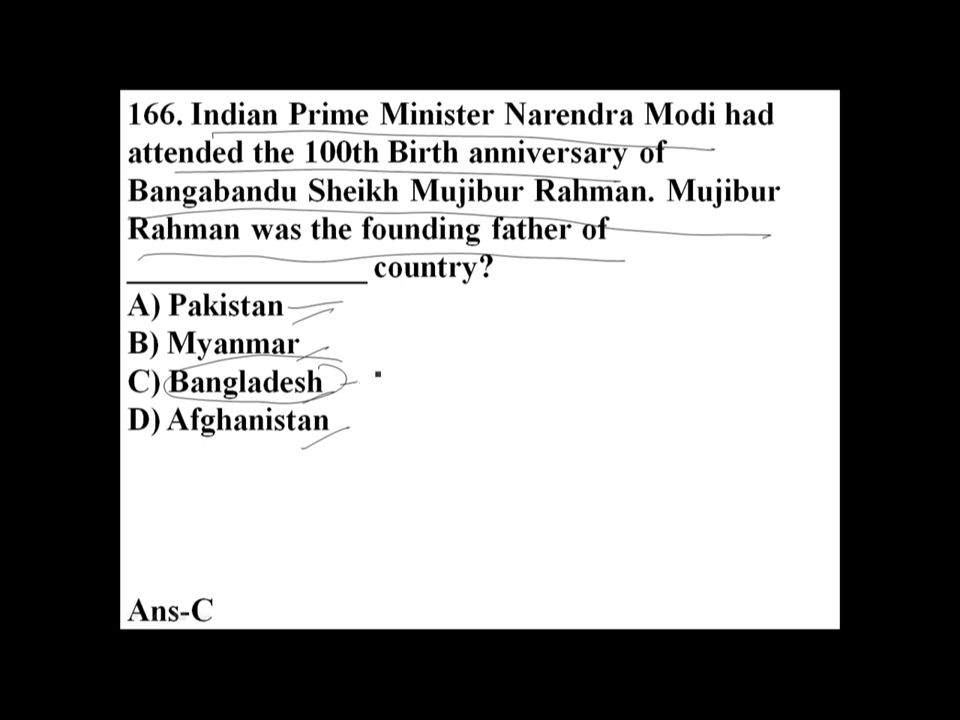 166. Indian Prime Minister Narendra Modi had
attended the 100th Birth anniversary of
Bangabandu Sheikh Mujibur Rahman. Mujibur
Rahman was the founding father of
________________ country?
A) Pakistan
B) Myanmar
C) Bangladesh
D) Afghanistan
Ans-C